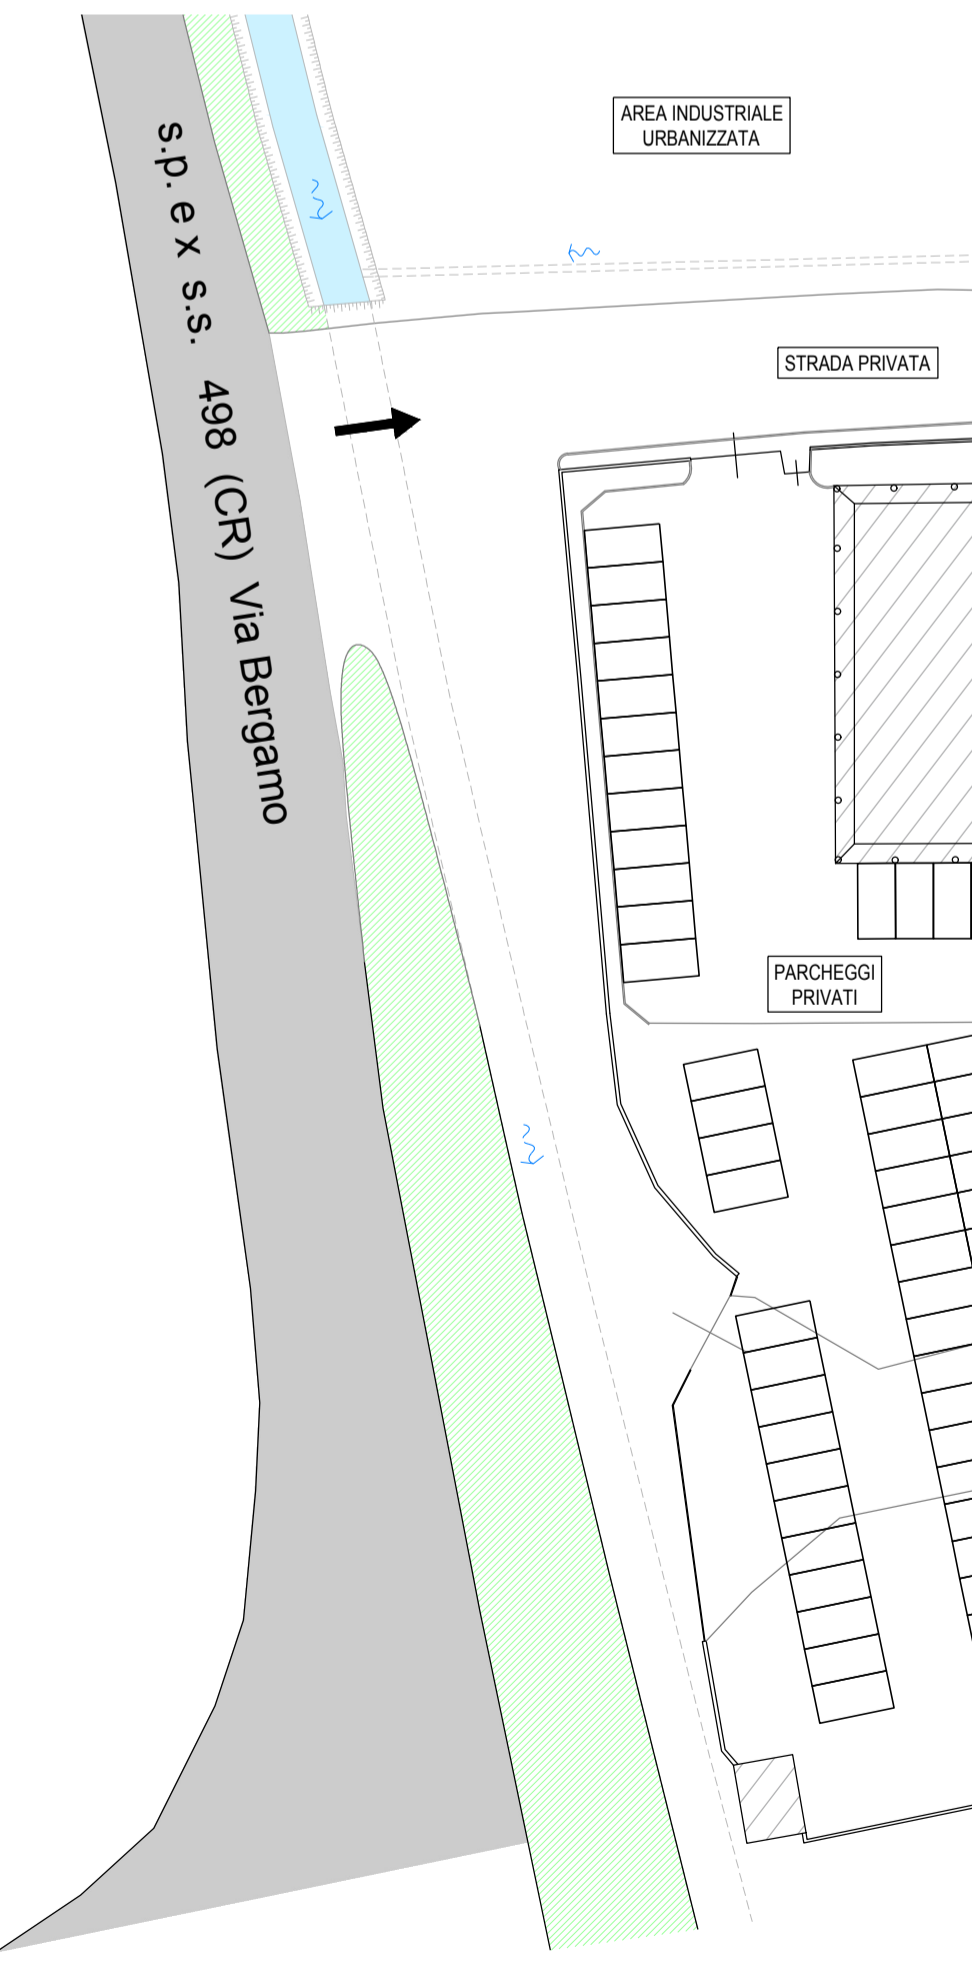 AREA INDUSTRIALE
URBANIZZATA
s.p. ex s.s. 498 (CR) Via Bergamo
STRADA PRIVATA
PARCHEGGI
PRIVATI